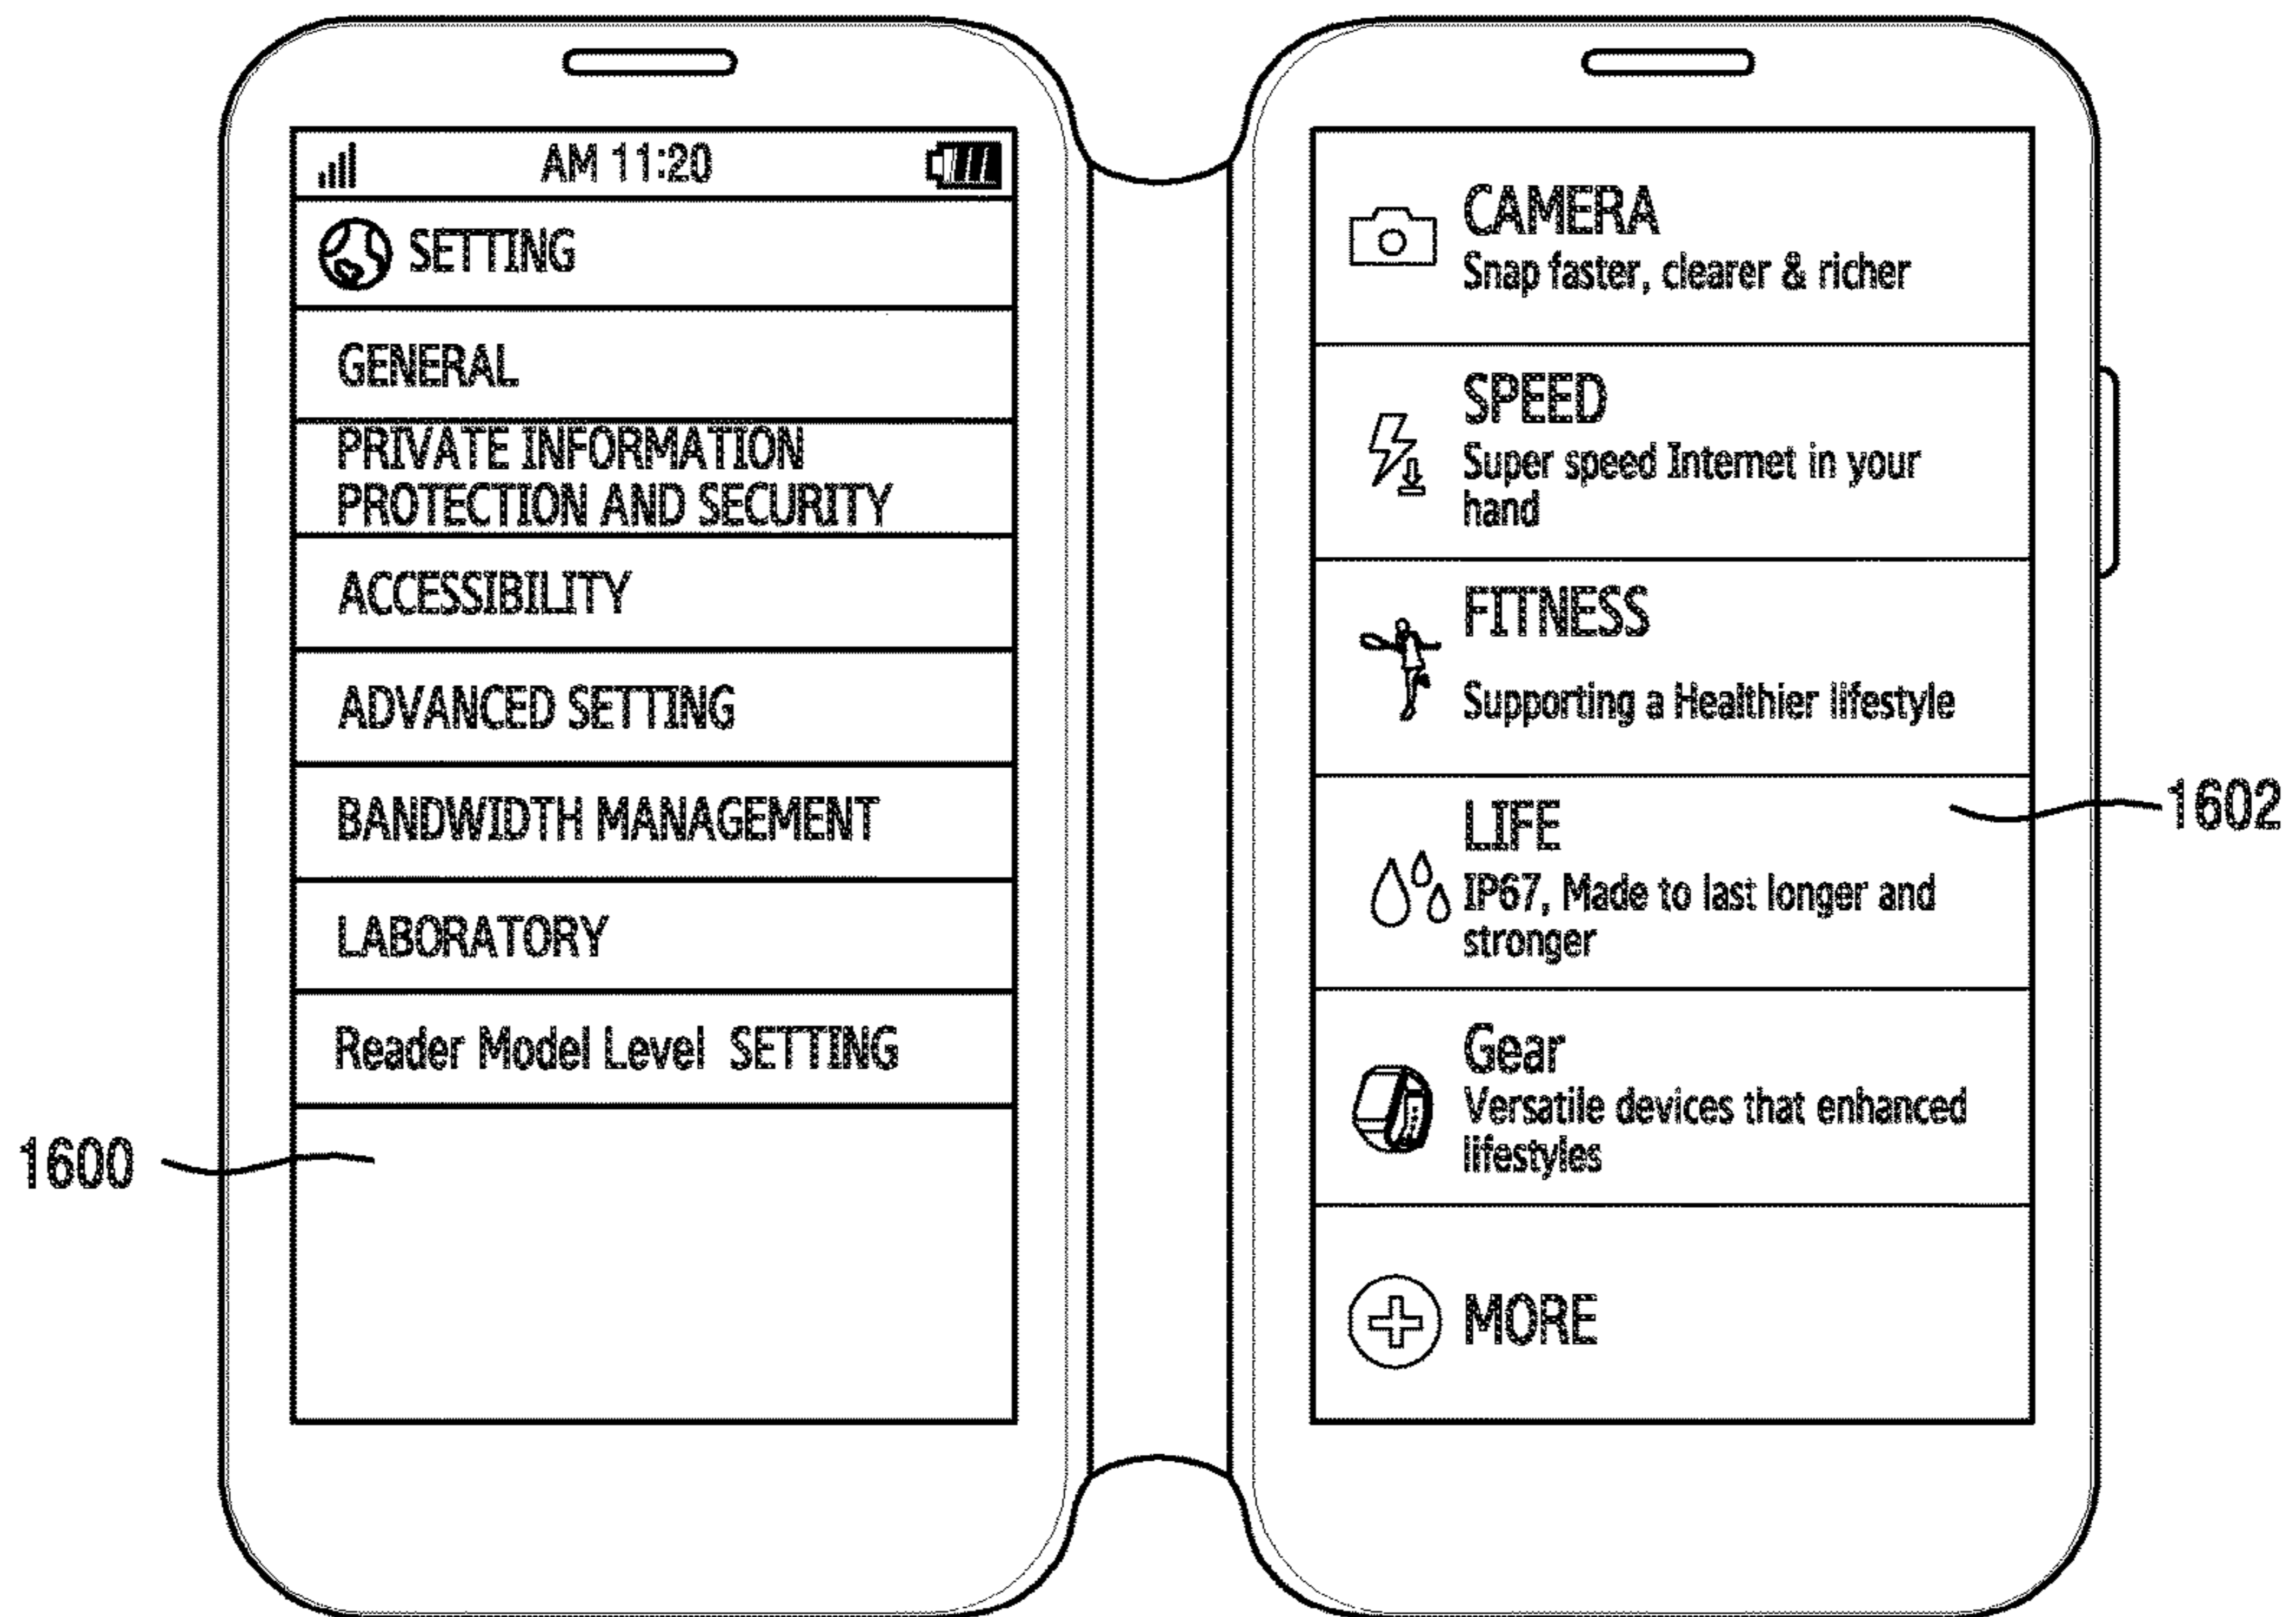 AM 11:20
SETTING
GENERAL
PRIVATE INFORMATION
PROTECTION AND SECURITY
ACCESSIBILITY
ADVANCED SETTING
BANDWIDTH MANAGEMENT
LABORATORY
Reader Model Level SETTING
1600
CAMERA
Snap faster, clearer & richer
SPEED
Super speed Internet in your
hand
FITNESS
Supporting a Healthier lifestyle
LIFE
IP67, Made to last longer and
stronger
Gear
Versatile devices that enhanced
lifestyles
MORE
1602